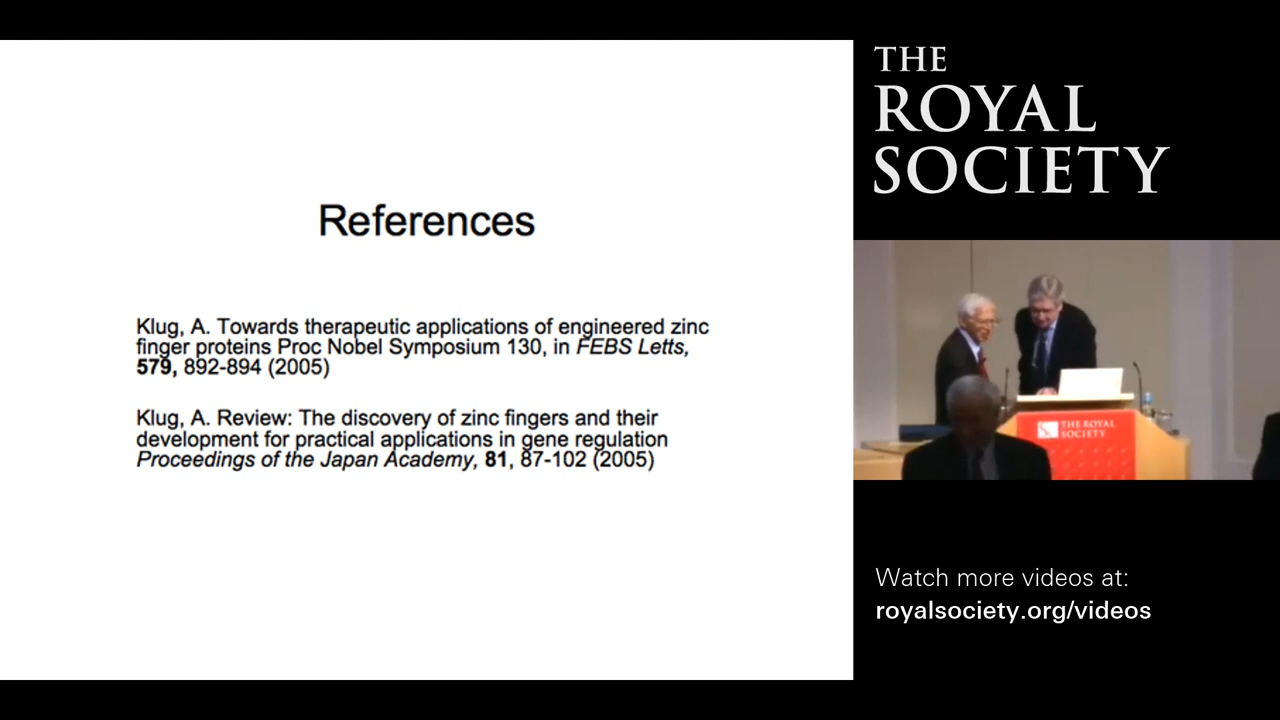 References
Klug, A. Towards therapeutic applications of engineered zinc
finger proteins Proc Nobel Symposium 130, in FEBS Letts,
579, 892-894 (2005)
Klug, A. Review: The discovery of zinc fingers and their
development for practical applications in gene regulation
Proceedings of the Japan Academy, 81, 87-102 (2005)
THE
ROYAL
SOCIETY
THE ROYAL
SOCIETY
Watch more videos at:
royalsociety.org/videos